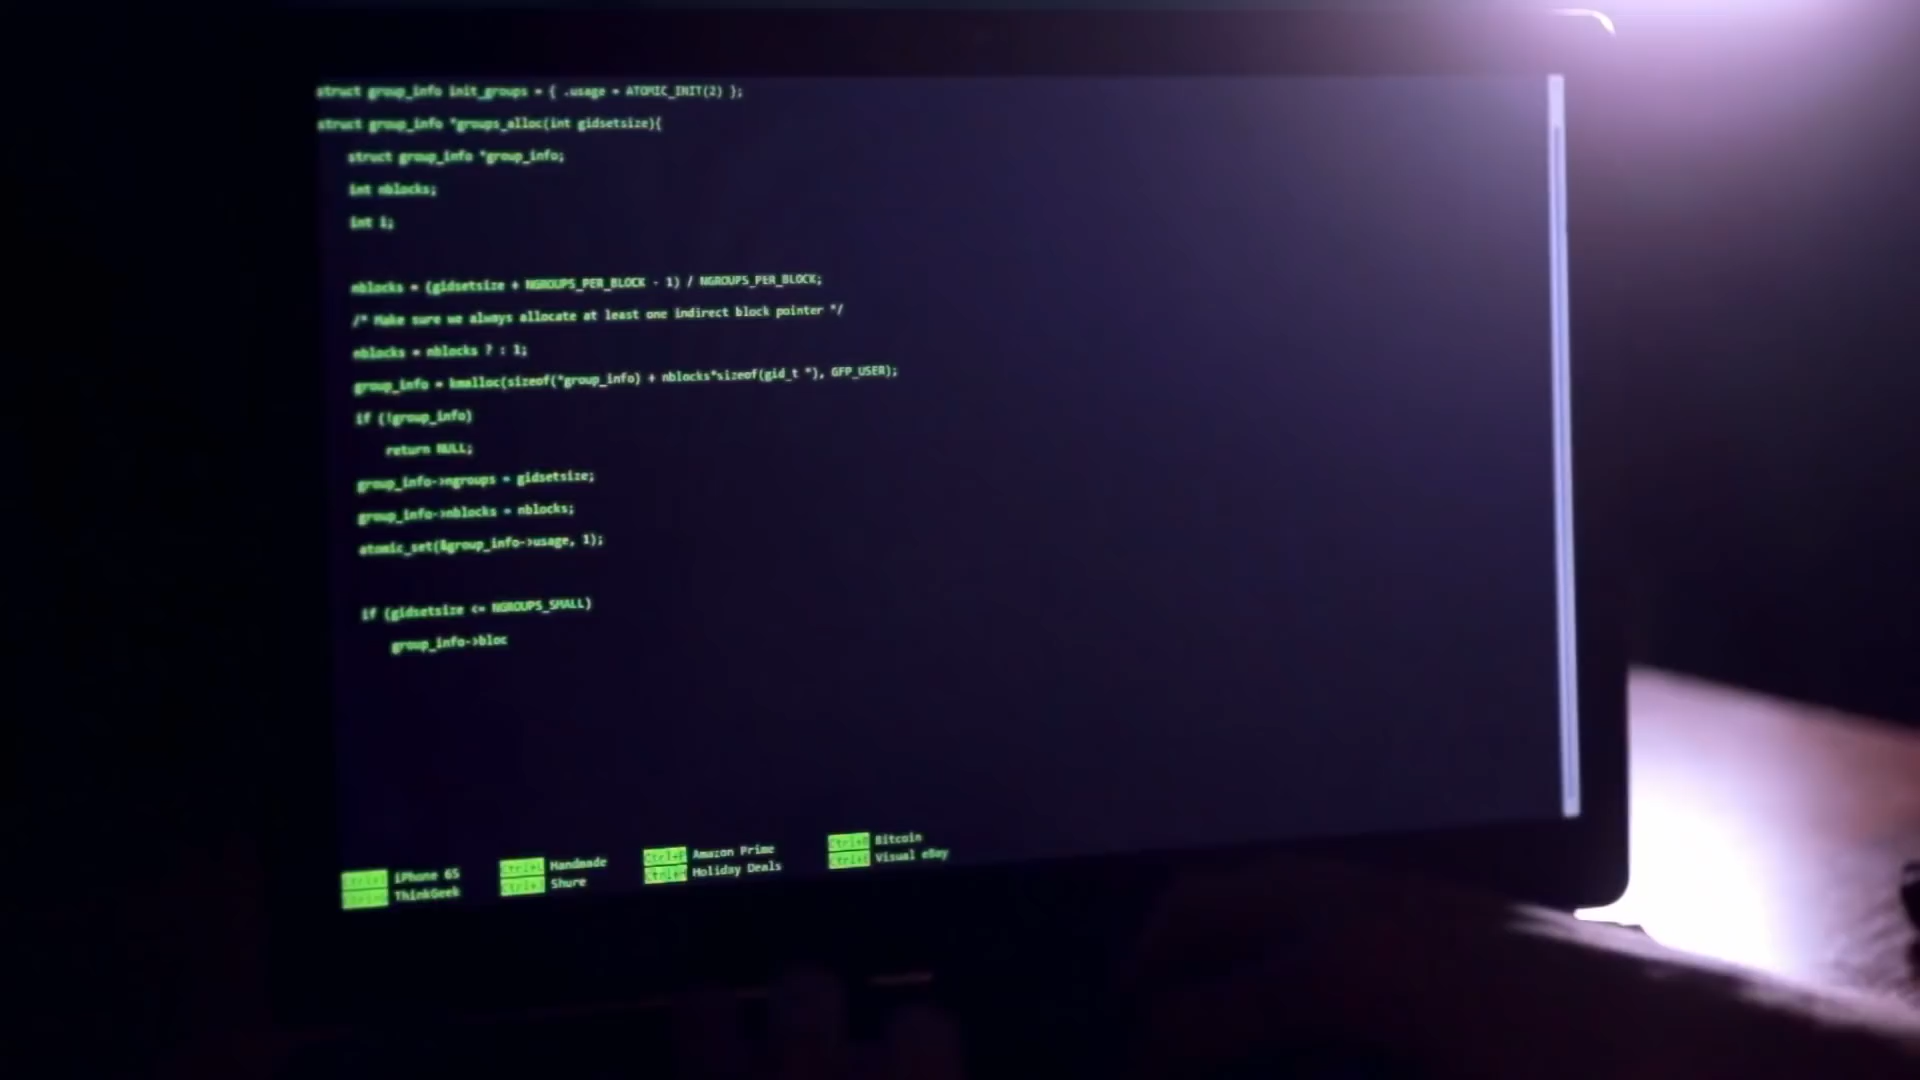 struct group_info init_groups = { .usage = ATOMIC_INIT(2) };
struct group_info *groups_alloc(int gidsetsize){
struct group_info *group_info;
int nblocks;
int i;
nblocks = (gidsetsize + NGROUPS_PER_BLOCK - 1) / NGROUPS_PER_BLOCK;
/* Make sure we always allocate at least one indirect block pointer */
nblocks = nblocks ? : 1;
group_info = kmalloc(sizeof(*group_info) + nblocks*sizeof(gid_t *), GFP_USER);
if (!group_info)
return NULL;
group_info->ngroups = gidsetsize;
group_info->nblocks = nblocks;
atomic_set(&group_info->usage, 1);
if (gidsetsize <= NGROUPS_SMALL)
group_info->bloc
iPhone 6S Handmade Amazon Prime Bitcoin
ThinkGeek Shure Holiday Deals Visual eBay